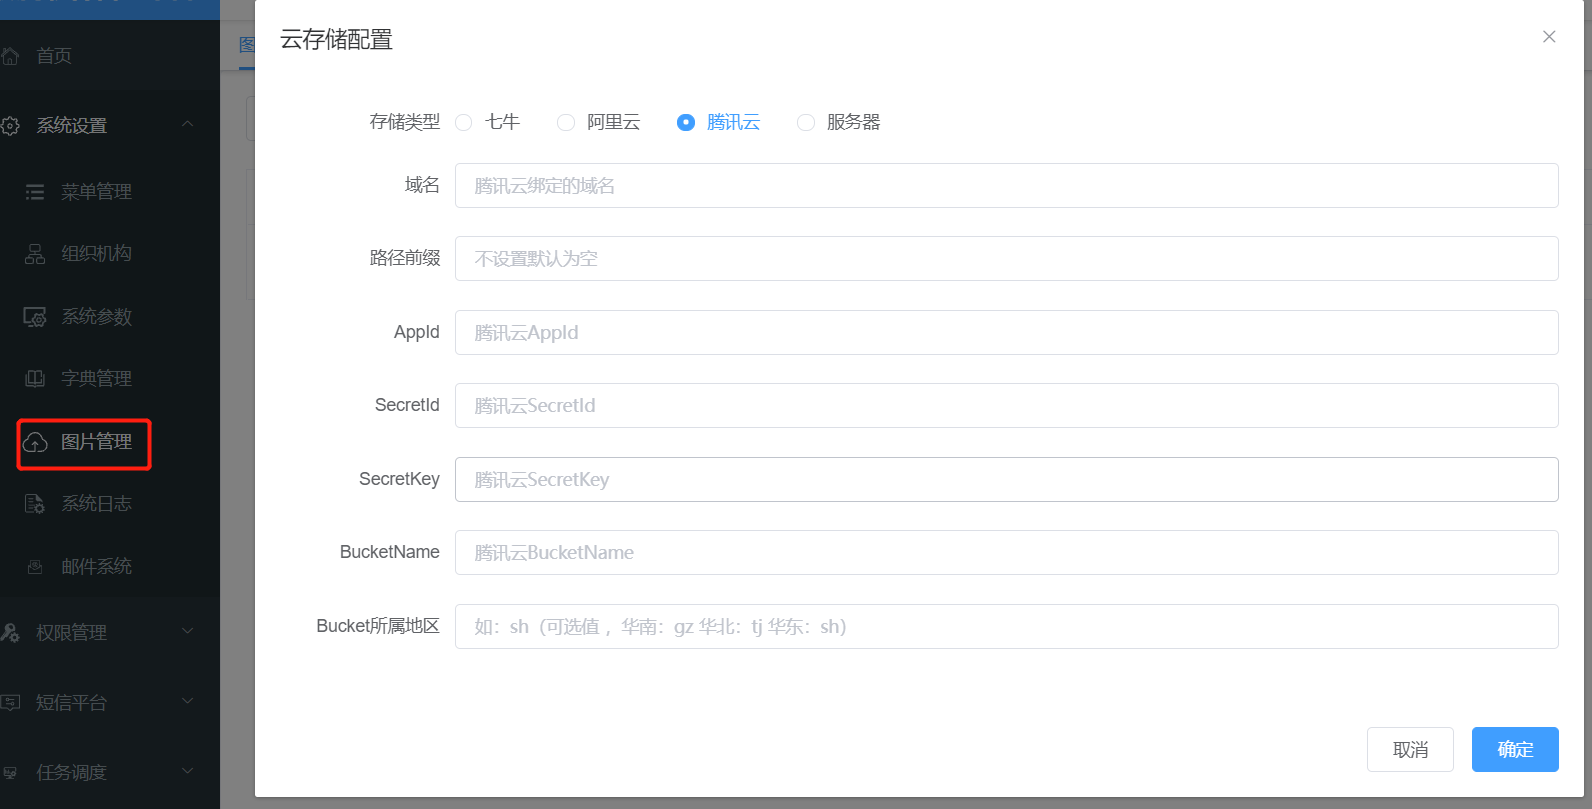 首页
系统设置
菜单管理
组织机构
系统参数
字典管理
图片管理
系统日志
邮件系统
权限管理
短信平台
任务调度
图
云存储配置
存储类型 七牛 阿里云 腾讯云 服务器
域名 腾讯云绑定的域名
路径前缀 不设置默认为空
AppId 腾讯云AppId
SecretId 腾讯云SecretId
SecretKey 腾讯云SecretKey
BucketName 腾讯云BucketName
Bucket所属地区 如：sh（可选值 ，华南：gz 华北：tj 华东：sh）
取消 确定